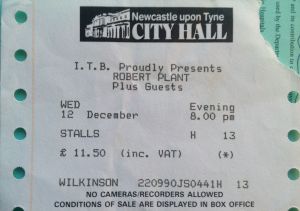 Newcastle upon Tyne
CITY HALL
I.T.B. Proudly Presents
ROBERT PLANT
Plus Guests
WED Evening
12 December 8.00 pm
STALLS H 13
£ 11.50 (inc. VAT) (*)
WILKINSON 220990JS0441H 13
NO CAMERAS/RECORDERS ALLOWED
CONDITIONS OF SALE ARE DISPLAYED IN BOX OFFICE